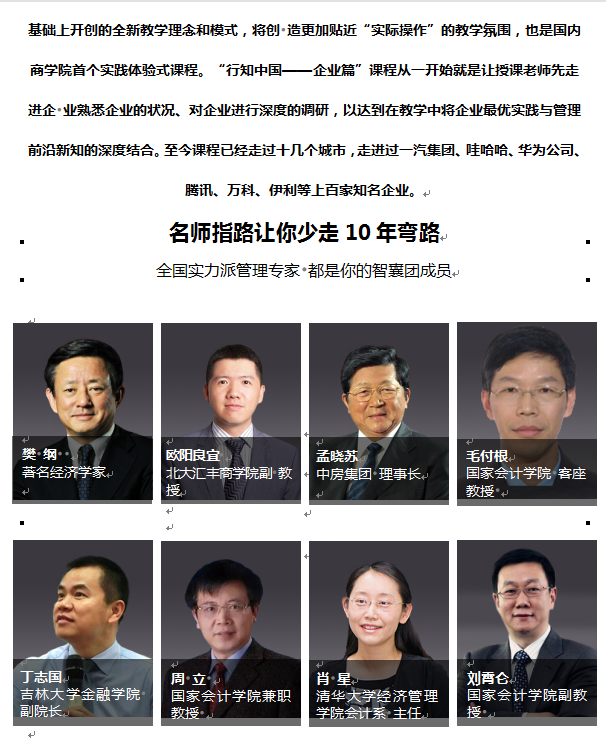 基础上开创的全新教学理念和模式，将创·造更加贴近“实际操作”的教学氛围，也是国内
商学院首个实践体验式课程。“行知中国——企业篇”课程从一开始就是让授课老师先走
进企·业熟悉企业的状况、对企业进行深度的调研，以达到在教学中将企业最优实践与管理
前沿新知的深度结合。至今课程已经走过十几个城市，走进过一汽集团、哇哈哈、华为公司、
腾讯、万科、伊利等上百家知名企业。
名师指路让你少走 10 年弯路
全国实力派管理专家·都是你的智囊团成员
樊·纲··
著名经济学家
欧阳良宜
北大汇丰商学院副·教
授
孟晓苏
中房集团·理事长
毛付根
国家会计学院·客座
教授·
丁志国
吉林大学金融学院·
副院长
周·立·
国家会计学院兼职
教授·
肖·星
清华大学经济管理
学院会计系·主任
刘霄仑
国家会计学院副教
授·